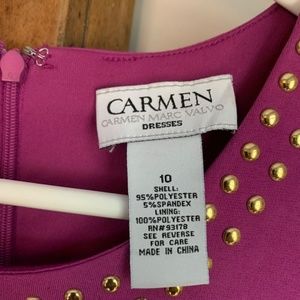 CARMEN
CARMEN MARC VALVO
DRESSES
10
SHELL:
95%POLYESTER
5%SPANDEX
LINING:
100%POLYESTER
RN#93178
SEE REVERSE
FOR CARE
MADE IN CHINA